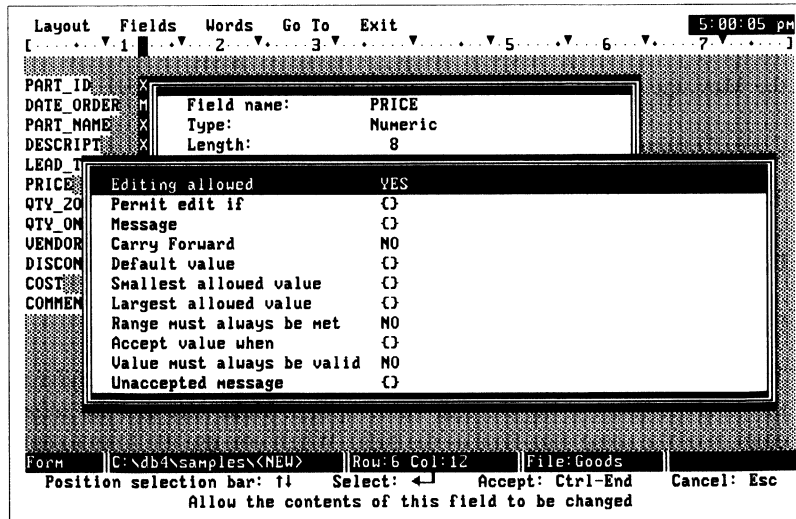 Layout Fields Words Go To Exit 5:00:05 pm
[·····▼·1·█···▼···2····▼·····3·▼·······▼·······▼·5·······▼···6·····▼·······7·▼·······]
PART_ID X
DATE_ORDER M Field name: PRICE
PART_NAME X Type: Numeric
DESCRIPT X Length: 8
LEAD_T
PRICE Editing allowed YES
QTY_ZO Permit edit if {}
QTY_ON Message {}
VENDOR Carry Forward NO
DISCON Default value {}
COST Smallest allowed value {}
COMMEN Largest allowed value {}
Range must always be met NO
Accept value when {}
Value must always be valid NO
Unaccepted message {}
Form C:\db4\samples\<NEW> Row:6 Col:12 File:Goods
Position selection bar: ↑↓ Select: ↵ Accept: Ctrl-End Cancel: Esc
Allow the contents of this field to be changed